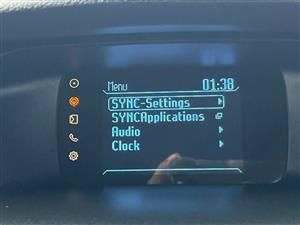 Menu 01:38
SYNC-Settings
SYNCApplications
Audio
Clock